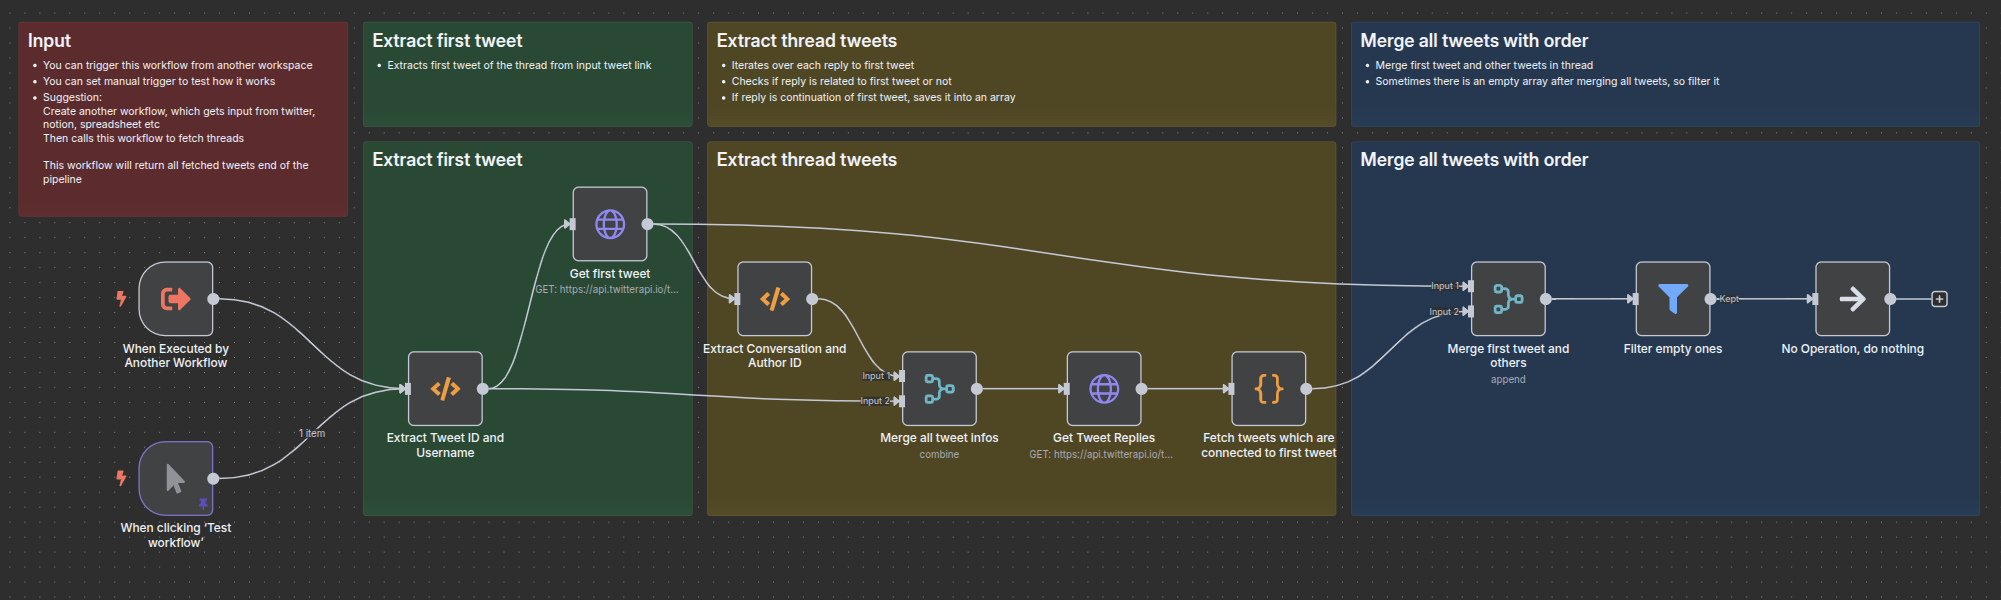 Input
You can trigger this workflow from another workspace
You can set manual trigger to test how it works
Suggestion:
Create another workflow, which gets input from twitter,
notion, spreadsheet etc
Then calls this workflow to fetch threads
This workflow will return all fetched tweets end of the
pipeline
Extract first tweet
Extracts first tweet of the thread from input tweet link
Extract thread tweets
Iterates over each reply to first tweet
Checks if reply is related to first tweet or not
If reply is continuation of first tweet, saves it into an array
Merge all tweets with order
Merge first tweet and other tweets in thread
Sometimes there is an empty array after merging all tweets, so filter it
Extract first tweet
Extract thread tweets
Merge all tweets with order
When Executed by
Another Workflow
1 item
When clicking 'Test
workflow'
Extract Tweet ID and
Username
Get first tweet
GET: https://api.twitterapi.io/t...
Extract Conversation and
Author ID
Input 1
Input 2
Merge all tweet infos
combine
Get Tweet Replies
GET: https://api.twitterapi.io/t...
Fetch tweets which are
connected to first tweet
Input 1
Input 2
Merge first tweet and
others
append
Filter empty ones
Kept
No Operation, do nothing